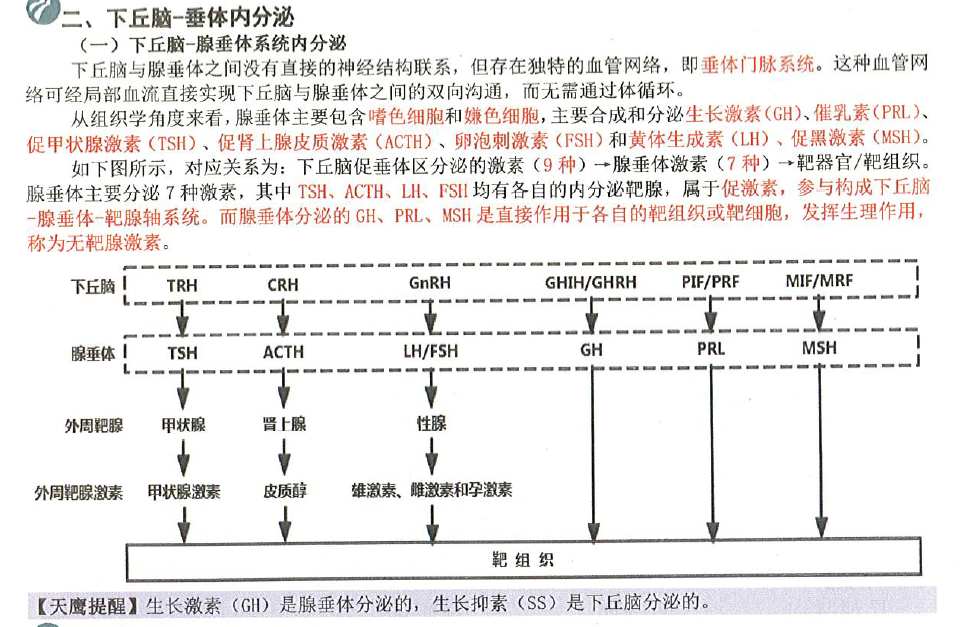 二、下丘脑-垂体内分泌
（一）下丘脑-腺垂体系统内分泌
下丘脑与腺垂体之间没有直接的神经结构联系，但存在独特的血管网络，即垂体门脉系统。这种血管网
络可经局部血流直接实现下丘脑与腺垂体之间的双向沟通，而无需通过体循环。
从组织学角度来看，腺垂体主要包含嗜色细胞和嫌色细胞，主要合成和分泌生长激素（GH）、催乳素（PRL）、
促甲状腺激素（TSH）、促肾上腺皮质激素（ACTH）、卵泡刺激素（FSH）和黄体生成素（LH）、促黑激素（MSH）。
如下图所示，对应关系为：下丘脑促垂体区分泌的激素（9 种）→腺垂体激素（7 种）→靶器官/靶组织。
腺垂体主要分泌 7 种激素，其中 TSH、ACTH、LH、FSH 均有各自的内分泌靶腺，属于促激素，参与构成下丘脑
-腺垂体-靶腺轴系统。而腺垂体分泌的 GH、PRL、MSH 是直接作用于各自的靶组织或靶细胞，发挥生理作用，
称为无靶腺激素。
下丘脑 TRH CRH GnRH GHIH/GHRH PIF/PRF MIF/MRF
腺垂体 TSH ACTH LH/FSH GH PRL MSH
外周靶腺 甲状腺 肾上腺 性腺
外周靶腺激素 甲状腺激素 皮质醇 雄激素、雌激素和孕激素
靶 组 织
【天鹰提醒】生长激素（GH）是腺垂体分泌的，生长抑素（SS）是下丘脑分泌的。